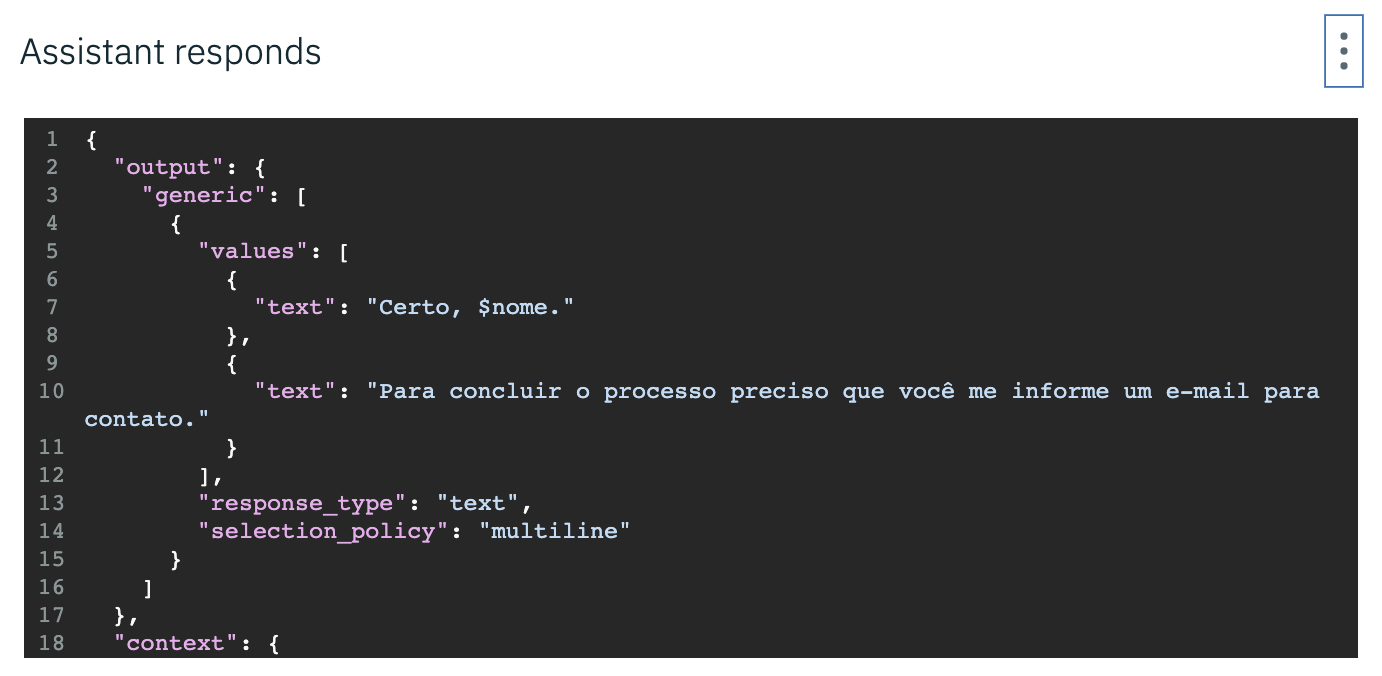 Assistant responds
1 {
2 "output": {
3 "generic": [
4 {
5 "values": [
6 {
7 "text": "Certo, $nome."
8 },
9 {
10 "text": "Para concluir o processo preciso que você me informe um e-mail para
contato."
11 }
12 ],
13 "response_type": "text",
14 "selection_policy": "multiline"
15 }
16 ]
17 },
18 "context": {